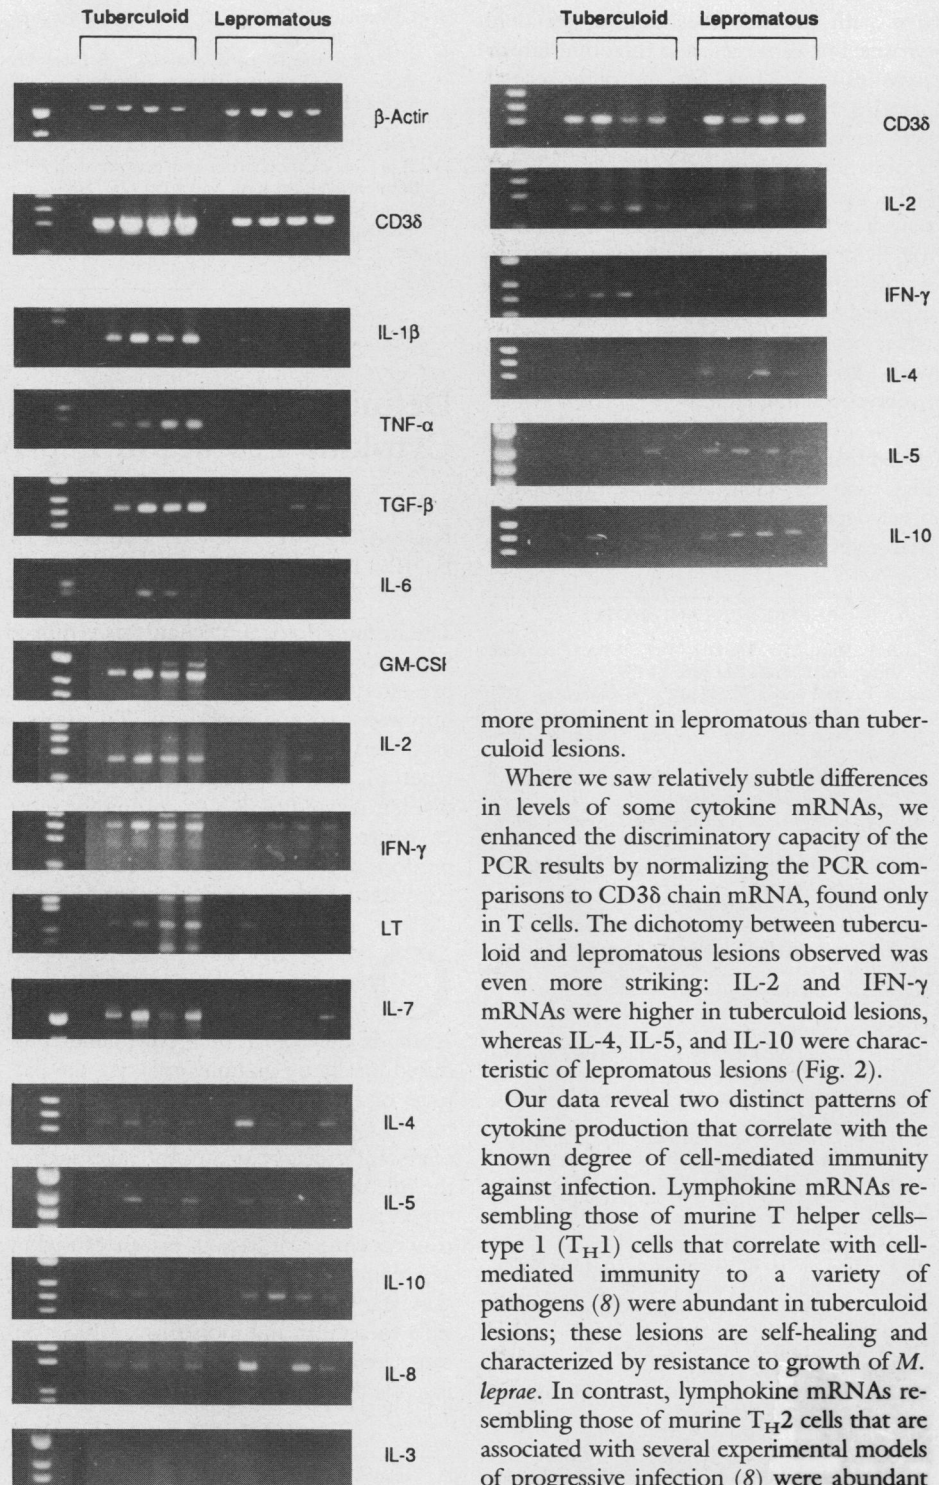 Tuberculoid Lepromatous
β-Actir
CD3δ
IL-1β
TNF-α
TGF-β
IL-6
GM-CSF
IL-2
IFN-γ
LT
IL-7
IL-4
IL-5
IL-10
IL-8
IL-3
Tuberculoid Lepromatous
CD3δ
IL-2
IFN-γ
IL-4
IL-5
IL-10
more prominent in lepromatous than tuber-
culoid lesions.
Where we saw relatively subtle differences
in levels of some cytokine mRNAs, we
enhanced the discriminatory capacity of the
PCR results by normalizing the PCR com-
parisons to CD3δ chain mRNA, found only
in T cells. The dichotomy between tubercu-
loid and lepromatous lesions observed was
even more striking: IL-2 and IFN-γ
mRNAs were higher in tuberculoid lesions,
whereas IL-4, IL-5, and IL-10 were charac-
teristic of lepromatous lesions (Fig. 2).
Our data reveal two distinct patterns of
cytokine production that correlate with the
known degree of cell-mediated immunity
against infection. Lymphokine mRNAs re-
sembling those of murine T helper cells–
type 1 (TH1) cells that correlate with cell-
mediated immunity to a variety of
pathogens (8) were abundant in tuberculoid
lesions; these lesions are self-healing and
characterized by resistance to growth of M.
leprae. In contrast, lymphokine mRNAs re-
sembling those of murine TH2 cells that are
associated with several experimental models
of progressive infection (8) were abundant